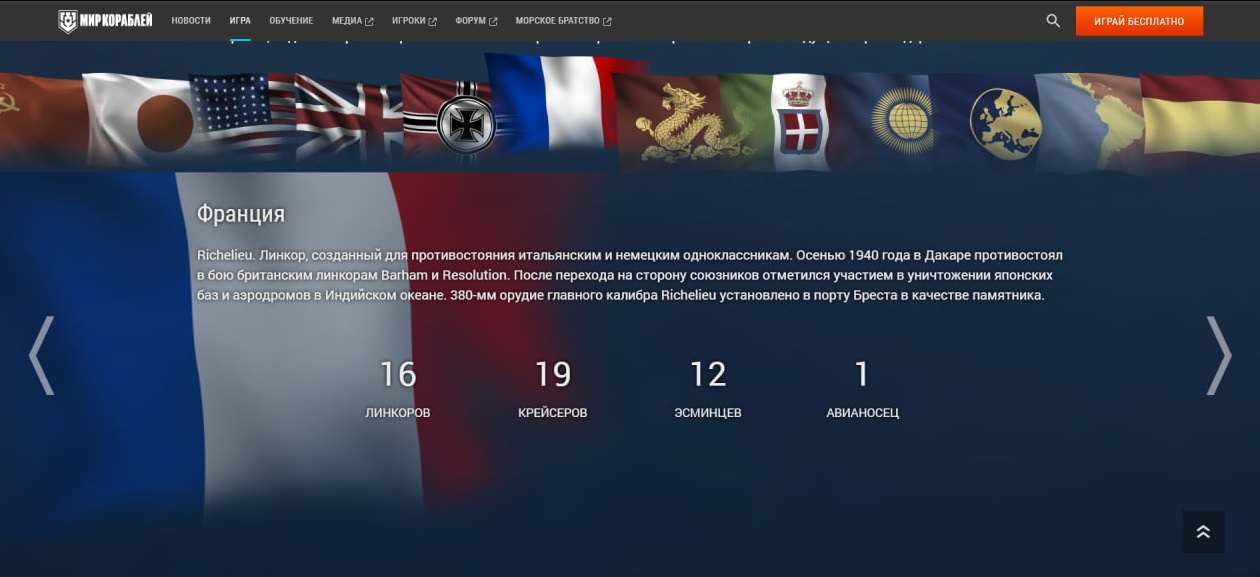 МИР КОРАБЛЕЙ НОВОСТИ ИГРА ОБУЧЕНИЕ МЕДИА ИГРОКИ ФОРУМ МОРСКОЕ БРАТСТВО ИГРАЙ БЕСПЛАТНО
Франция
Richelieu. Линкор, созданный для противостояния итальянским и немецким одноклассникам. Осенью 1940 года в Дакаре противостоял
в бою британским линкорам Barham и Resolution. После перехода на сторону союзников отметился участием в уничтожении японских
баз и аэродромов в Индийском океане. 380-мм орудие главного калибра Richelieu установлено в порту Бреста в качестве памятника.
16 19 12 1
ЛИНКОРОВ КРЕЙСЕРОВ ЭСМИНЦЕВ АВИАНОСЕЦ